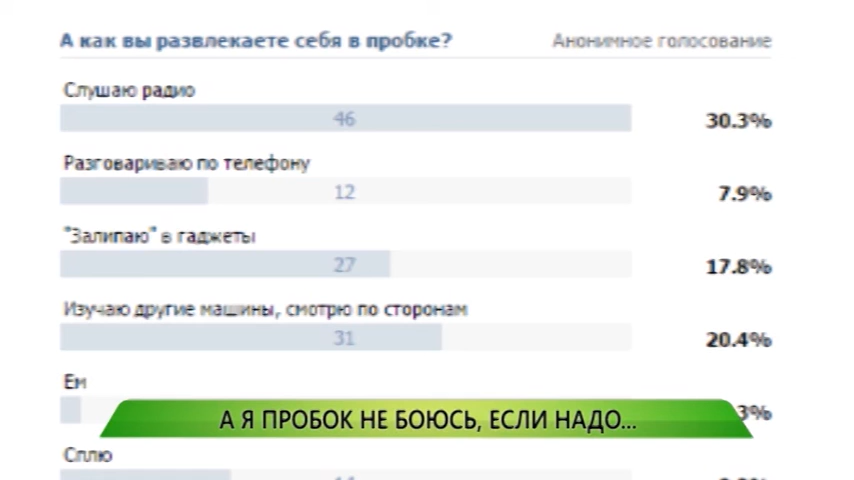 А как вы развлекаете себя в пробке? Анонимное голосование
Слушаю радио
46 30.3%
Разговариваю по телефону
12 7.9%
"Залипаю" в гаджеты
27 17.8%
Изучаю другие машины, смотрю по сторонам
31 20.4%
Ем
3%
А Я ПРОБОК НЕ БОЮСЬ, ЕСЛИ НАДО...
Сплю